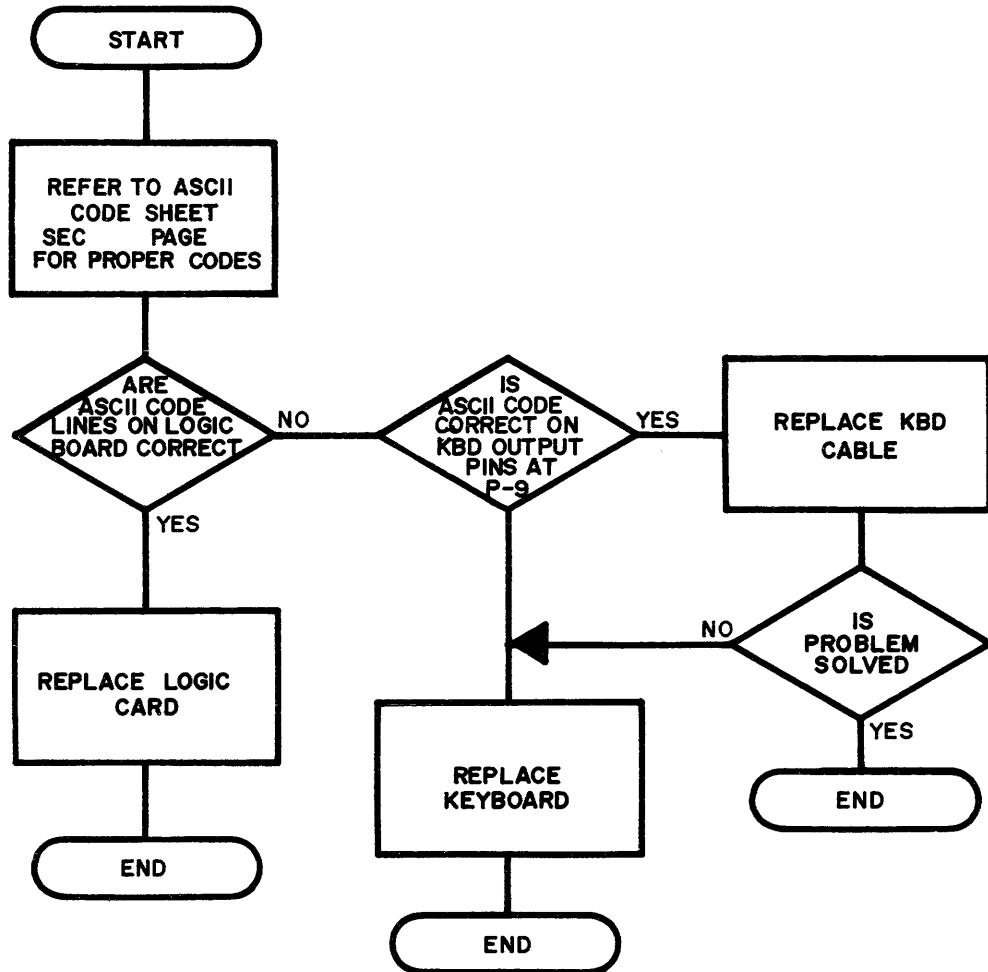 START
REFER TO ASCII
CODE SHEET
SEC PAGE
FOR PROPER CODES
ARE
ASCII CODE
LINES ON LOGIC
BOARD CORRECT
NO
YES
IS
ASCII CODE
CORRECT ON
KBD OUTPUT
PINS AT
P-9
YES
REPLACE KBD
CABLE
IS
PROBLEM
SOLVED
NO
YES
REPLACE LOGIC
CARD
REPLACE
KEYBOARD
END
END
END